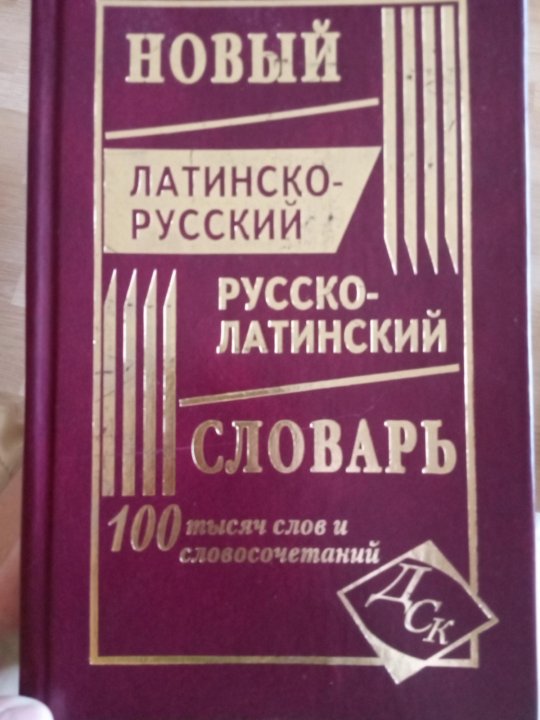 НОВЫЙ
ЛАТИНСКО-
РУССКИЙ
РУССКО-
ЛАТИНСКИЙ
СЛОВАРЬ
100 тысяч слов и
словосочетаний
ДСК